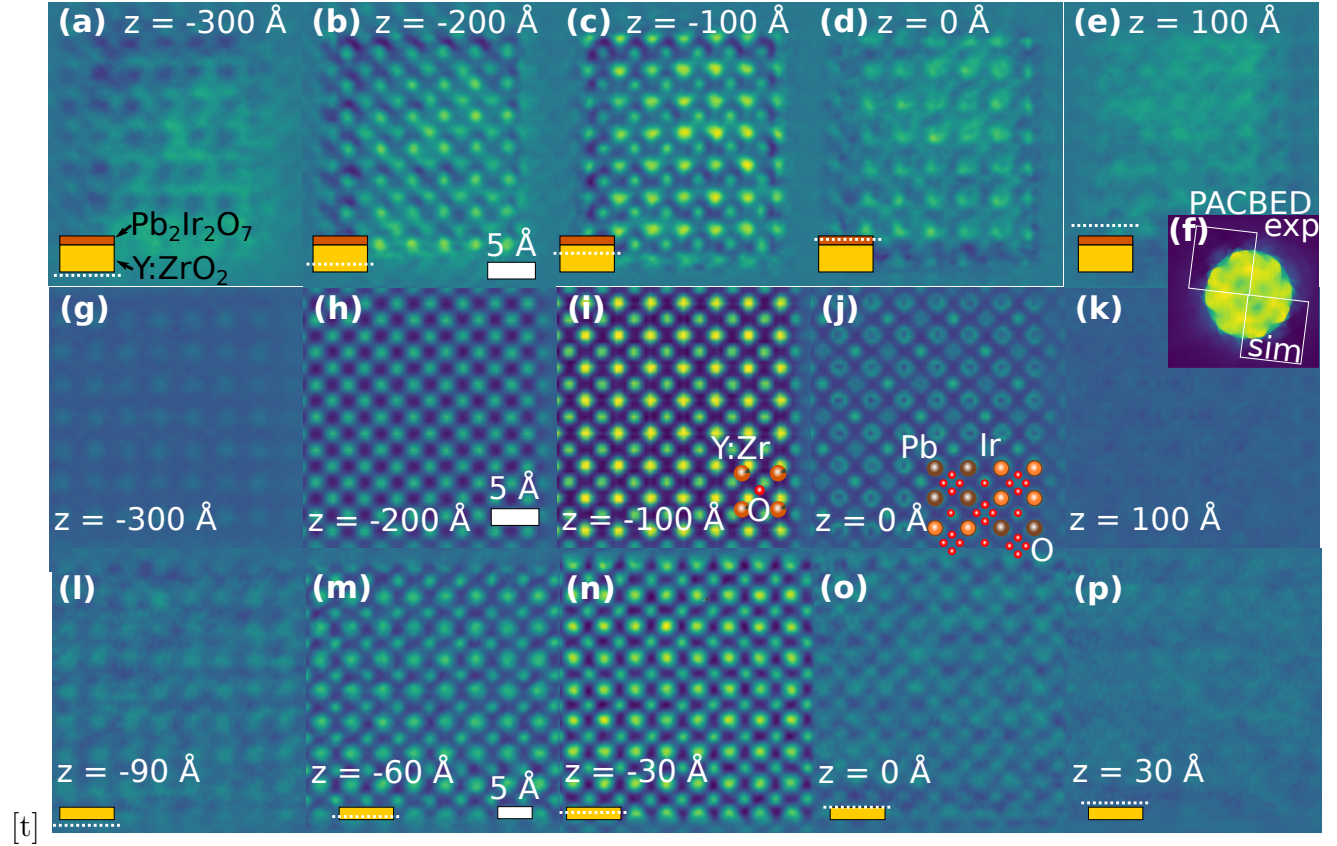 (a) z = -300 Å
(b) z = -200 Å
(c) z = -100 Å
(d) z = 0 Å
(e) z = 100 Å
Pb₂Ir₂O₇
Y:ZrO₂
5 Å
PACBED
(f) exp
sim
(g)
z = -300 Å
(h)
5 Å
z = -200 Å
(i)
Y:Zr
O
z = -100 Å
(j)
Pb Ir
z = 0 Å
O
(k)
z = 100 Å
(l)
z = -90 Å
(m)
z = -60 Å
5 Å
(n)
z = -30 Å
(o)
z = 0 Å
(p)
z = 30 Å
[t]